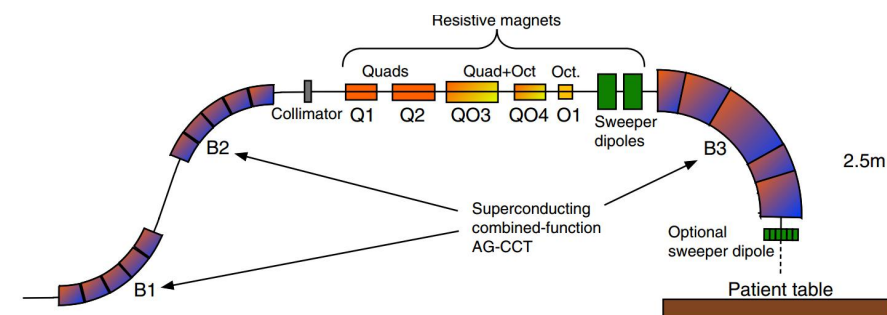 Resistive magnets
Quads
Quad+Oct
Oct.
Collimator
Q1
Q2
QO3
QO4
O1
Sweeper
dipoles
B2
B3
2.5m
Superconducting
combined-function
AG-CCT
Optional
sweeper dipole
B1
Patient table